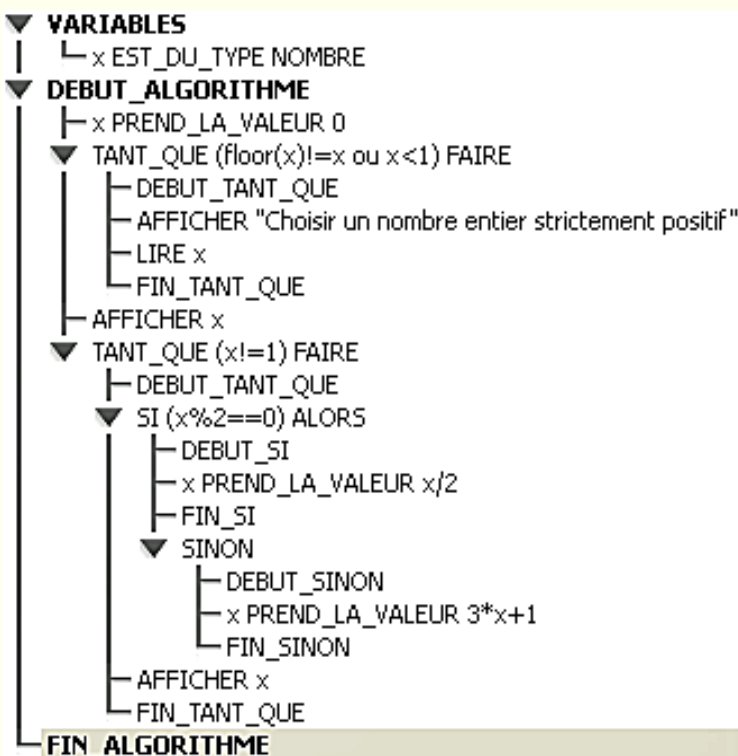 VARIABLES
x EST_DU_TYPE NOMBRE
DEBUT_ALGORITHME
x PREND_LA_VALEUR 0
TANT_QUE (floor(x)!=x ou x<1) FAIRE
DEBUT_TANT_QUE
AFFICHER "Choisir un nombre entier strictement positif"
LIRE x
FIN_TANT_QUE
AFFICHER x
TANT_QUE (x!=1) FAIRE
DEBUT_TANT_QUE
SI (x%2==0) ALORS
DEBUT_SI
x PREND_LA_VALEUR x/2
FIN_SI
SINON
DEBUT_SINON
x PREND_LA_VALEUR 3*x+1
FIN_SINON
AFFICHER x
FIN_TANT_QUE
FIN_ALGORITHME